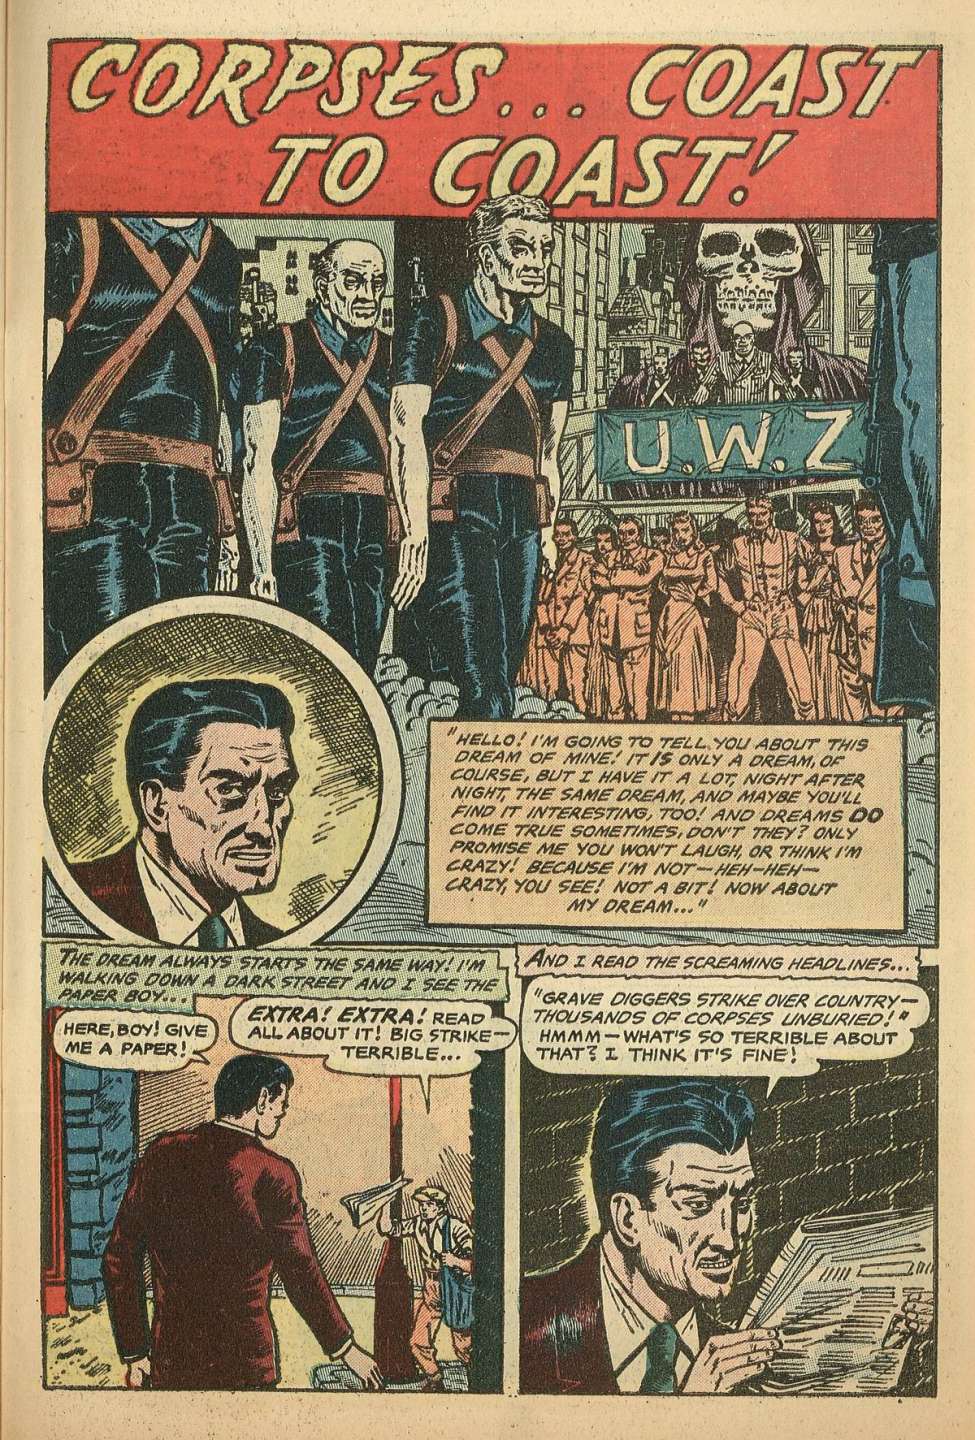 CORPSES... COAST
TO COAST!
U.W.Z
"HELLO! I'M GOING TO TELL YOU ABOUT THIS
DREAM OF MINE! IT IS ONLY A DREAM, OF
COURSE, BUT I HAVE IT A LOT, NIGHT AFTER
NIGHT, THE SAME DREAM, AND MAYBE YOU'LL
FIND IT INTERESTING, TOO! AND DREAMS DO
COME TRUE SOMETIMES, DON'T THEY? ONLY
PROMISE ME YOU WON'T LAUGH, OR THINK I'M
CRAZY! BECAUSE I'M NOT—HEH-HEH—
CRAZY, YOU SEE! NOT A BIT! NOW ABOUT
MY DREAM..."
THE DREAM ALWAYS STARTS THE SAME WAY! I'M
WALKING DOWN A DARK STREET AND I SEE THE
PAPER BOY...
HERE, BOY! GIVE
ME A PAPER!
EXTRA! EXTRA! READ
ALL ABOUT IT! BIG STRIKE—
TERRIBLE...
AND I READ THE SCREAMING HEADLINES...
"GRAVE DIGGERS STRIKE OVER COUNTRY—
THOUSANDS OF CORPSES UNBURIED!"
HMMM—WHAT'S SO TERRIBLE ABOUT
THAT? I THINK IT'S FINE!